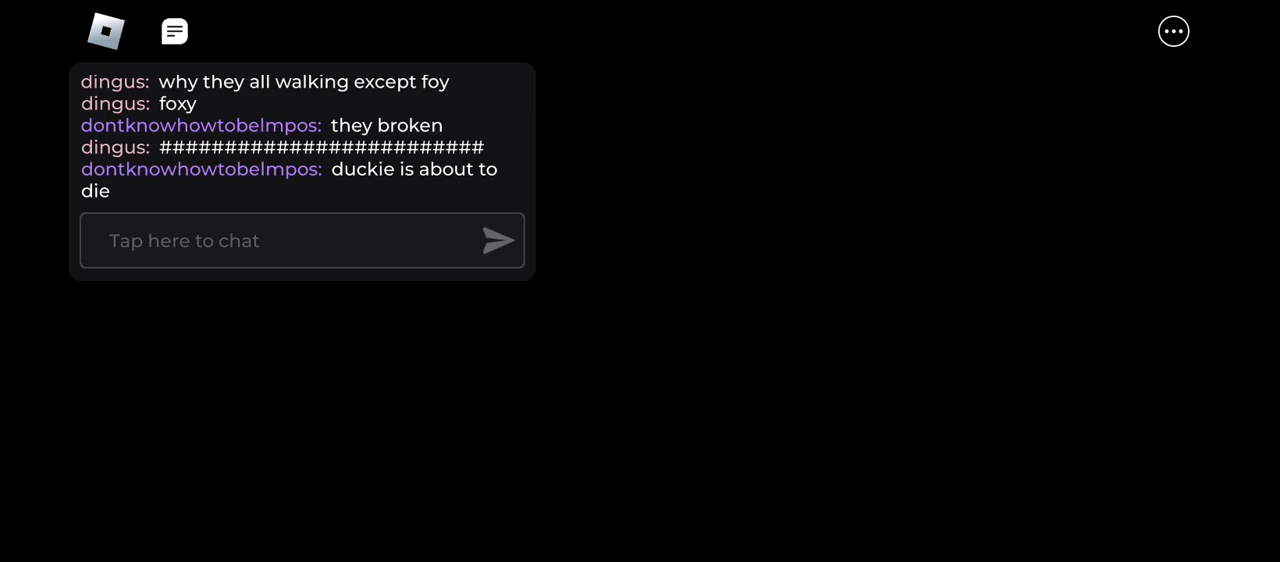 dingus: why they all walking except foy
dingus: foxy
dontknowhowtobelmpos: they broken
dingus: #########################
dontknowhowtobelmpos: duckie is about to
die
Tap here to chat